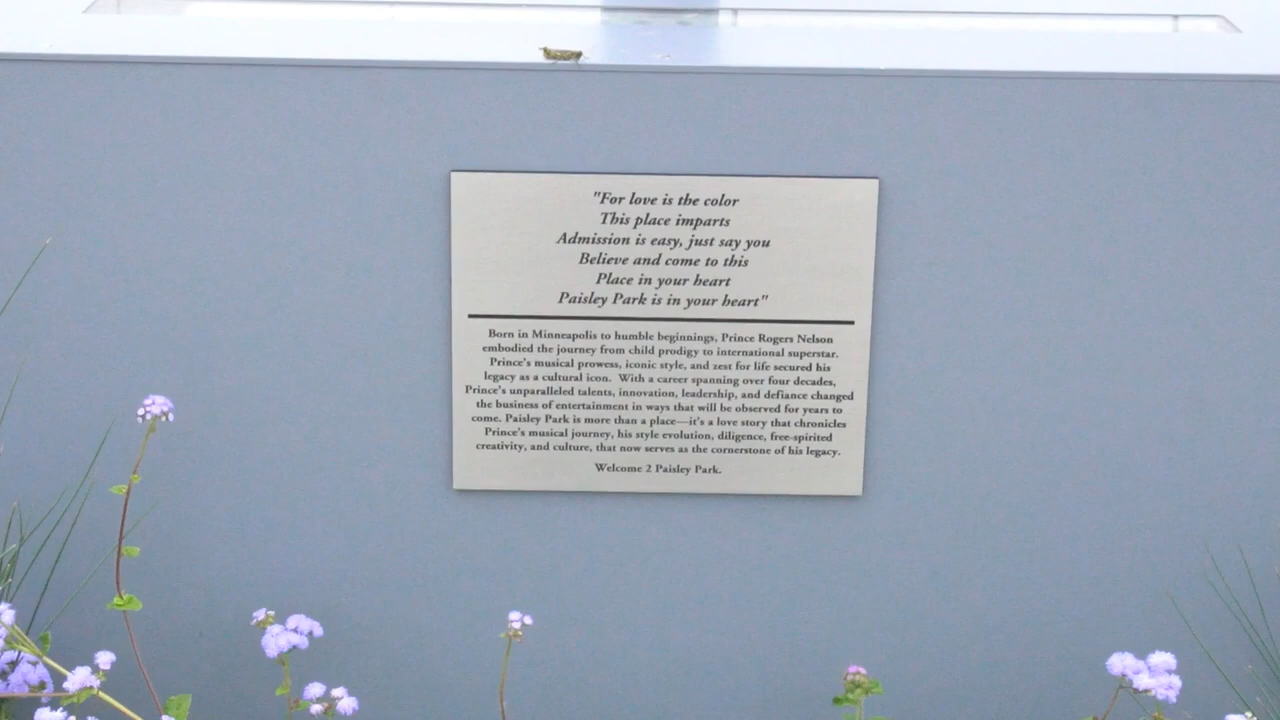 "For love is the color
This place imparts
Admission is easy, just say you
Believe and come to this
Place in your heart
Paisley Park is in your heart"
Born in Minneapolis to humble beginnings, Prince Rogers Nelson
embodied the journey from child prodigy to international superstar.
Prince's musical prowess, iconic style, and zest for life secured his
legacy as a cultural icon. With a career spanning over four decades,
Prince's unparalleled talents, innovation, leadership, and defiance changed
the business of entertainment in ways that will be observed for years to
come. Paisley Park is more than a place—it's a love story that chronicles
Prince's musical journey, his style evolution, diligence, free-spirited
creativity, and culture, that now serves as the cornerstone of his legacy.
Welcome 2 Paisley Park.